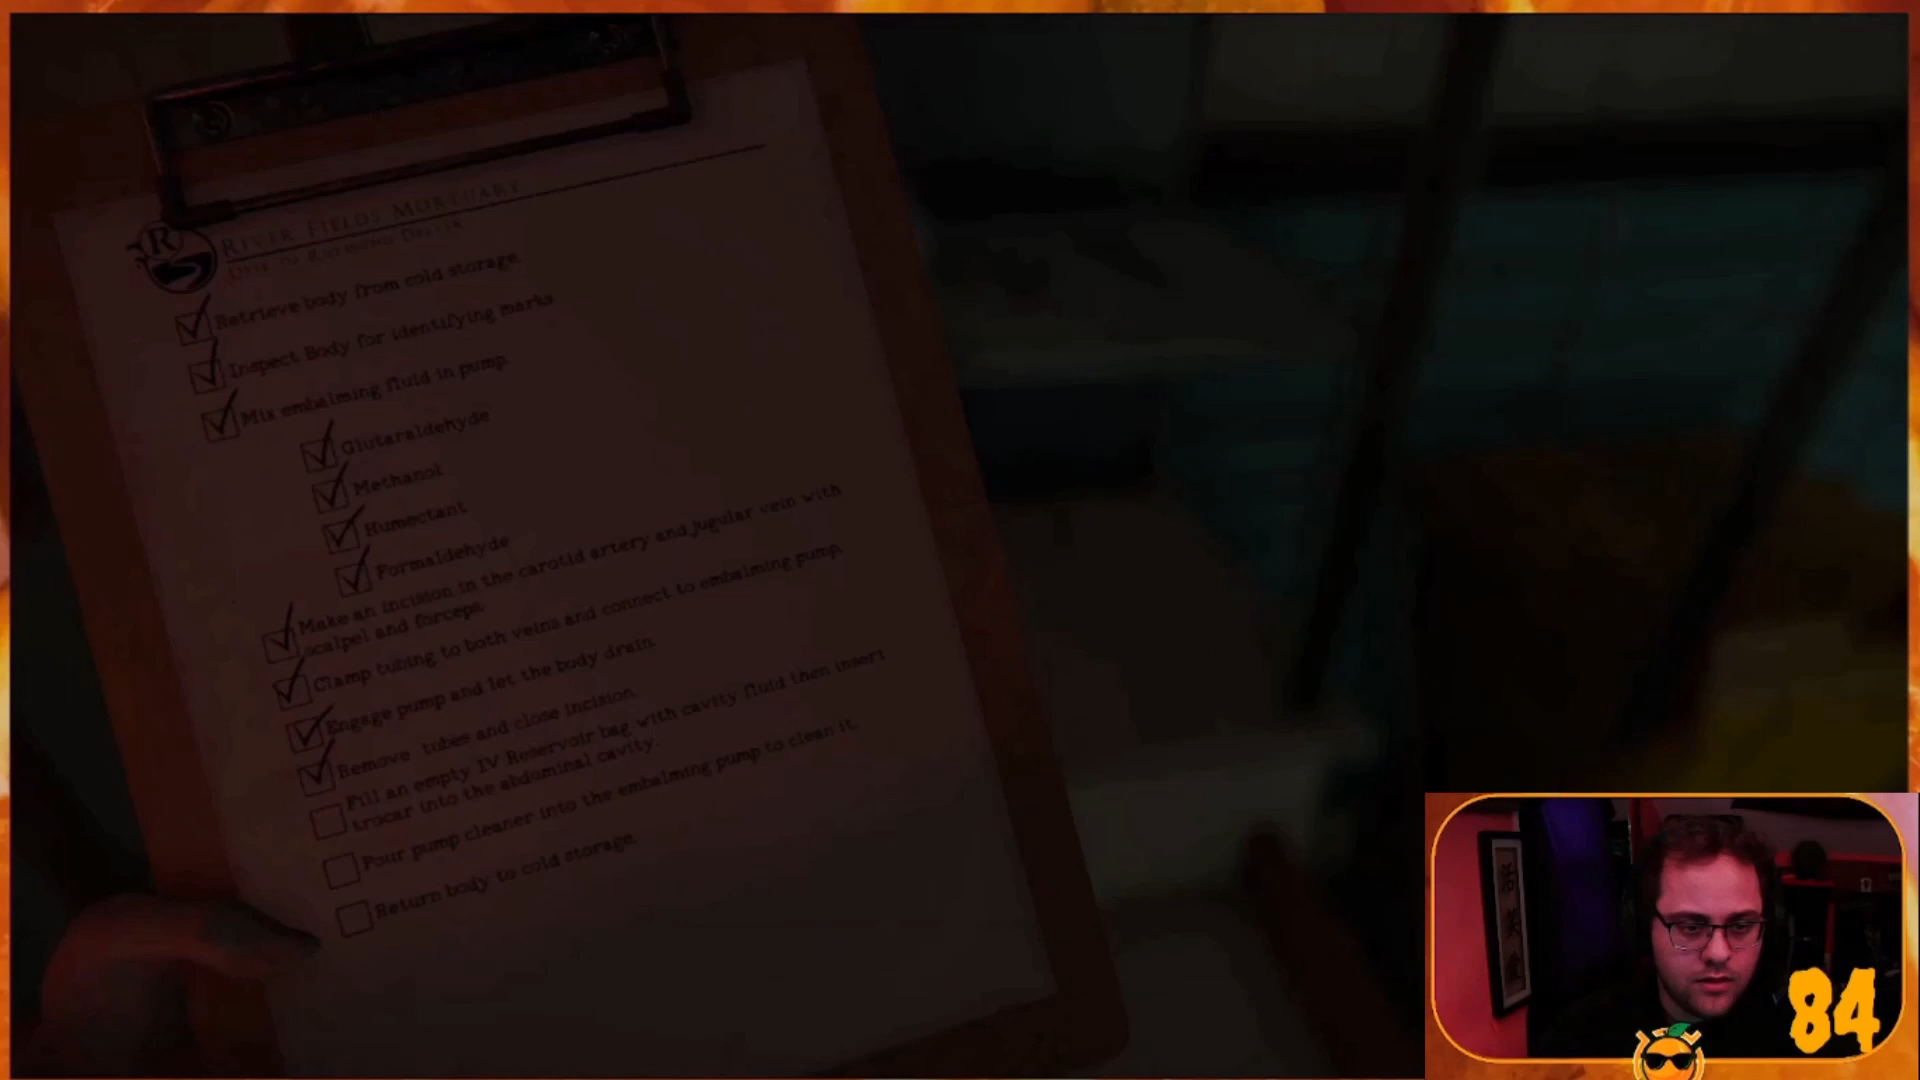 R
RIVER FIELDS MORTUARY
Retrieve body from cold storage.
Inspect Body for identifying marks
Mix embalming fluid in pump.
Glutaraldehyde
Methanol
Humectant
Formaldehyde
Make an incision in the carotid artery and jugular vein with
scalpel and forceps.
Clamp tubing to both veins and connect to embalming pump.
Engage pump and let the body drain.
Remove tubes and close incision.
Fill an empty IV Reservoir bag with cavity fluid then insert
trocar into the abdominal cavity.
Pour pump cleaner into the embalming pump to clean it.
Return body to cold storage.
84